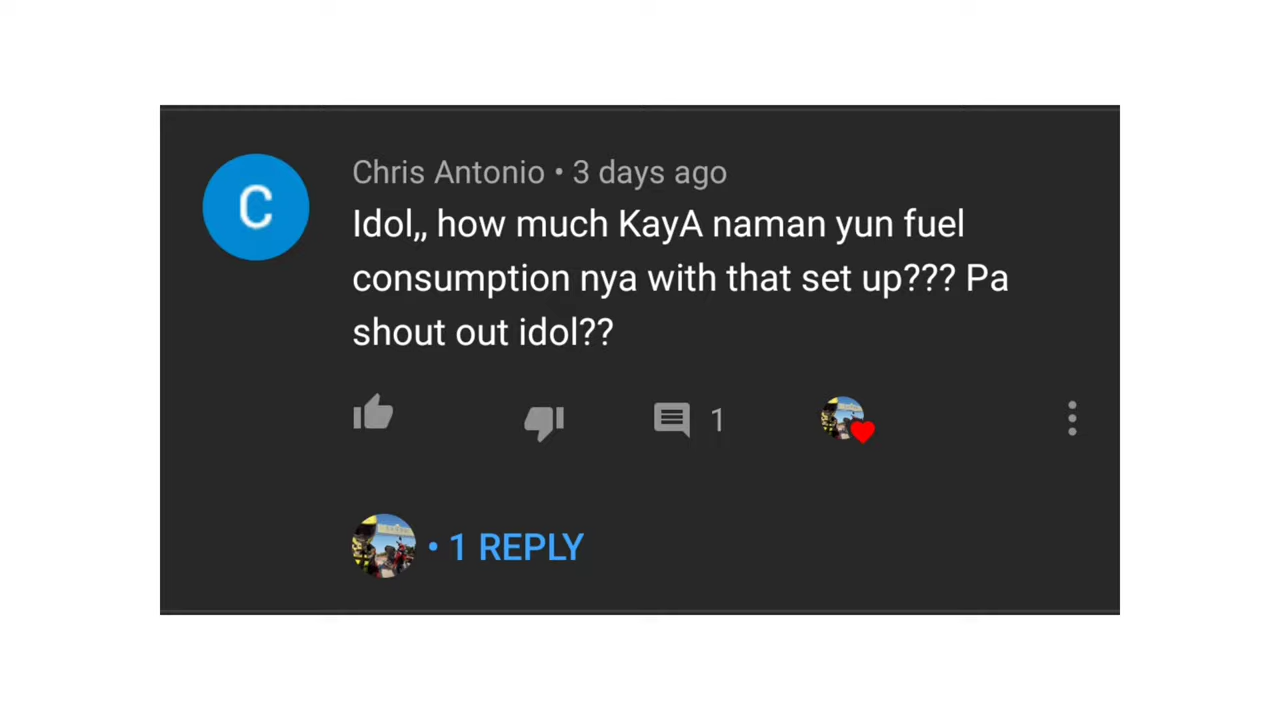 C
Chris Antonio • 3 days ago
Idol,, how much KayA naman yun fuel
consumption nya with that set up??? Pa
shout out idol??
1
• 1 REPLY